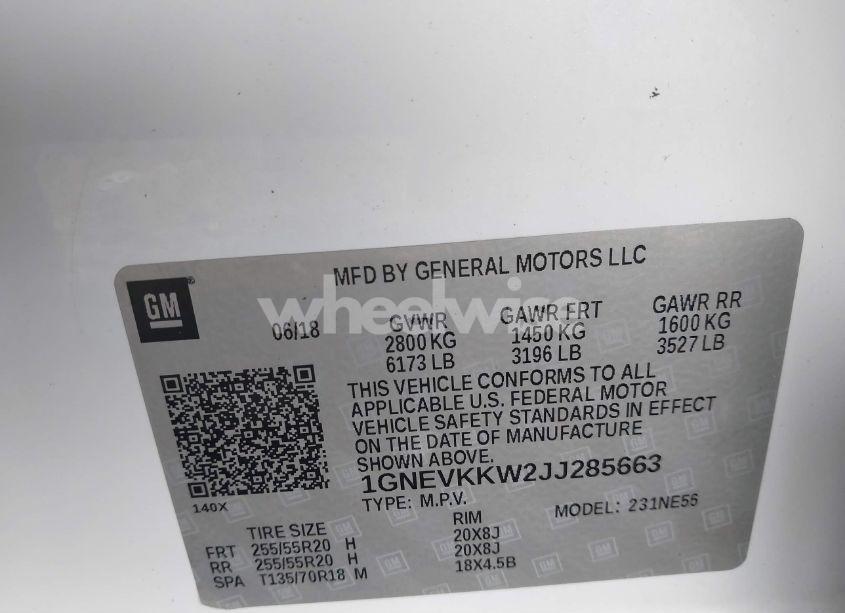 MFD BY GENERAL MOTORS LLC
GM
06/18
GVWR GAWR FRT GAWR RR
2800 KG 1450 KG 1600 KG
6173 LB 3196 LB 3527 LB
THIS VEHICLE CONFORMS TO ALL
APPLICABLE U.S. FEDERAL MOTOR
VEHICLE SAFETY STANDARDS IN EFFECT
ON THE DATE OF MANUFACTURE
SHOWN ABOVE.
1GNEVKKW2JJ285663
140X
TYPE: M.P.V. MODEL: 231NE56
TIRE SIZE RIM
FRT 255/55R20 H 20X8J
RR 255/55R20 H 20X8J
SPA T135/70R18 M 18X4.5B
wheelwise